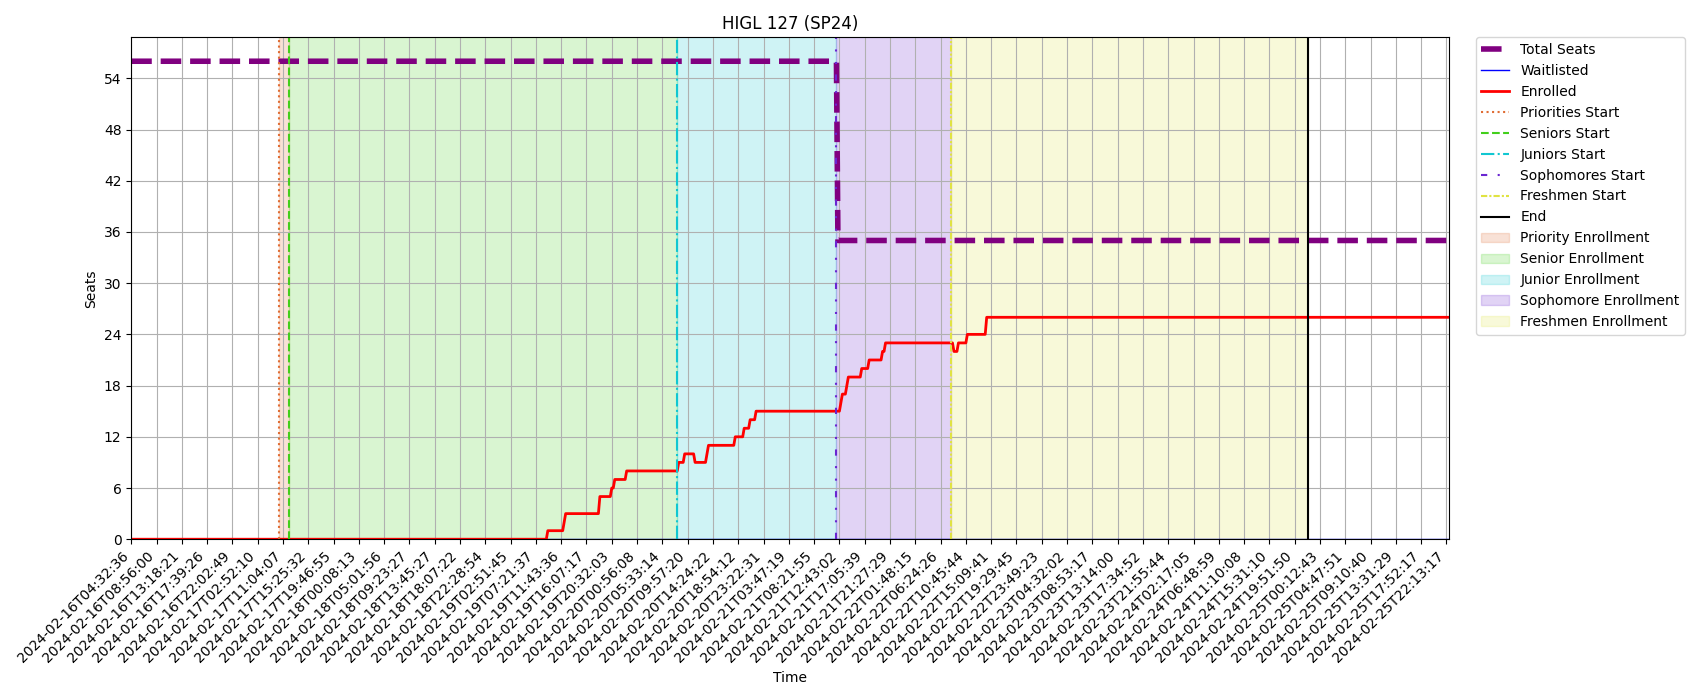 HIGL 127 (SP24)
Seats
54
48
42
36
30
24
18
12
6
0
2024-02-16T04:32:36
2024-02-16T08:56:00
2024-02-16T13:18:21
2024-02-16T17:39:26
2024-02-16T22:02:49
2024-02-17T02:52:10
2024-02-17T11:04:07
2024-02-17T15:25:32
2024-02-17T19:46:55
2024-02-18T00:08:13
2024-02-18T05:01:56
2024-02-18T09:23:27
2024-02-18T13:45:27
2024-02-18T18:07:22
2024-02-18T22:28:54
2024-02-19T02:51:45
2024-02-19T07:21:37
2024-02-19T11:43:36
2024-02-19T16:07:17
2024-02-19T20:32:03
2024-02-20T00:56:08
2024-02-20T05:33:14
2024-02-20T09:57:20
2024-02-20T14:24:22
2024-02-20T18:54:12
2024-02-20T23:22:31
2024-02-21T03:47:19
2024-02-21T08:21:55
2024-02-21T12:43:02
2024-02-21T17:05:39
2024-02-21T21:27:29
2024-02-22T01:48:15
2024-02-22T06:24:26
2024-02-22T10:45:44
2024-02-22T15:09:41
2024-02-22T19:29:45
2024-02-22T23:49:23
2024-02-23T04:32:02
2024-02-23T08:53:17
2024-02-23T13:14:00
2024-02-23T17:34:52
2024-02-23T21:55:44
2024-02-24T02:17:05
2024-02-24T06:48:59
2024-02-24T11:10:08
2024-02-24T15:31:10
2024-02-24T19:51:50
2024-02-25T00:12:43
2024-02-25T04:47:51
2024-02-25T09:10:40
2024-02-25T13:31:29
2024-02-25T17:52:17
2024-02-25T22:13:17
Time
Total Seats
Waitlisted
Enrolled
Priorities Start
Seniors Start
Juniors Start
Sophomores Start
Freshmen Start
End
Priority Enrollment
Senior Enrollment
Junior Enrollment
Sophomore Enrollment
Freshmen Enrollment